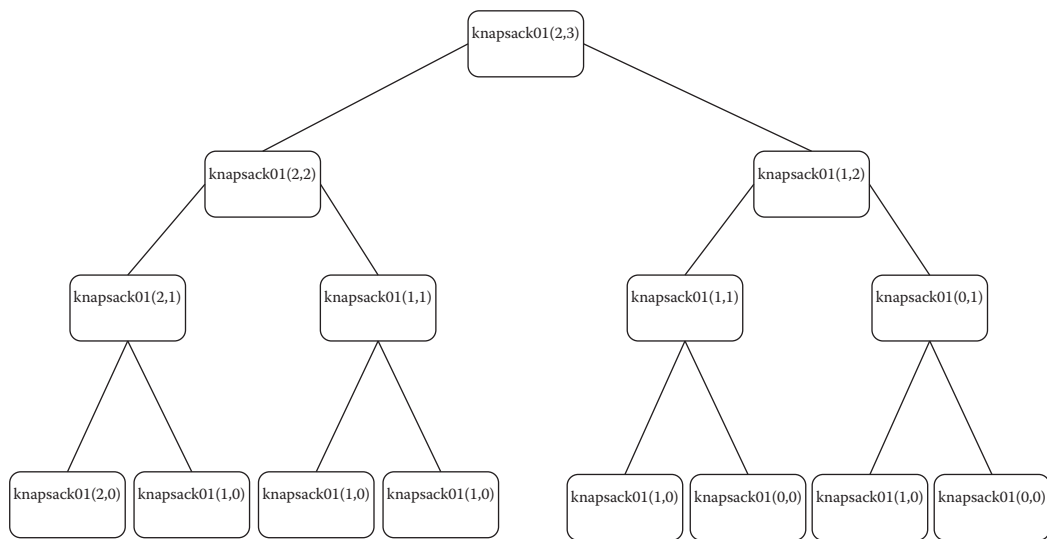 knapsack01(2,3)
knapsack01(2,2)
knapsack01(1,2)
knapsack01(2,1)
knapsack01(1,1)
knapsack01(1,1)
knapsack01(0,1)
knapsack01(2,0)
knapsack01(1,0)
knapsack01(1,0)
knapsack01(1,0)
knapsack01(1,0)
knapsack01(0,0)
knapsack01(1,0)
knapsack01(0,0)